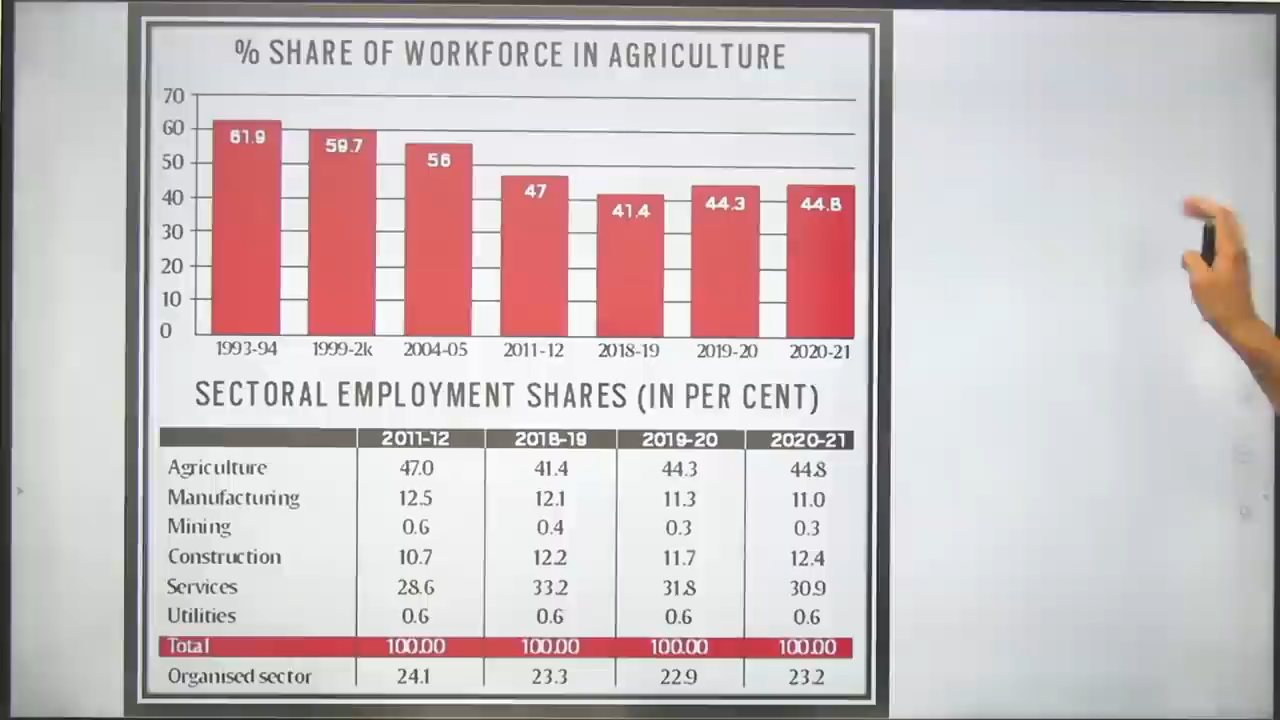 % SHARE OF WORKFORCE IN AGRICULTURE
70
60
50
40
30
20
10
0
61.9
59.7
56
47
41.4
44.3
44.8
1993-94 1999-2k 2004-05 2011-12 2018-19 2019-20 2020-21
SECTORAL EMPLOYMENT SHARES (IN PER CENT)
2011-12 2018-19 2019-20 2020-21
Agriculture 47.0 41.4 44.3 44.8
Manufacturing 12.5 12.1 11.3 11.0
Mining 0.6 0.4 0.3 0.3
Construction 10.7 12.2 11.7 12.4
Services 28.6 33.2 31.8 30.9
Utilities 0.6 0.6 0.6 0.6
Total 100.00 100.00 100.00 100.00
Organised sector 24.1 23.3 22.9 23.2